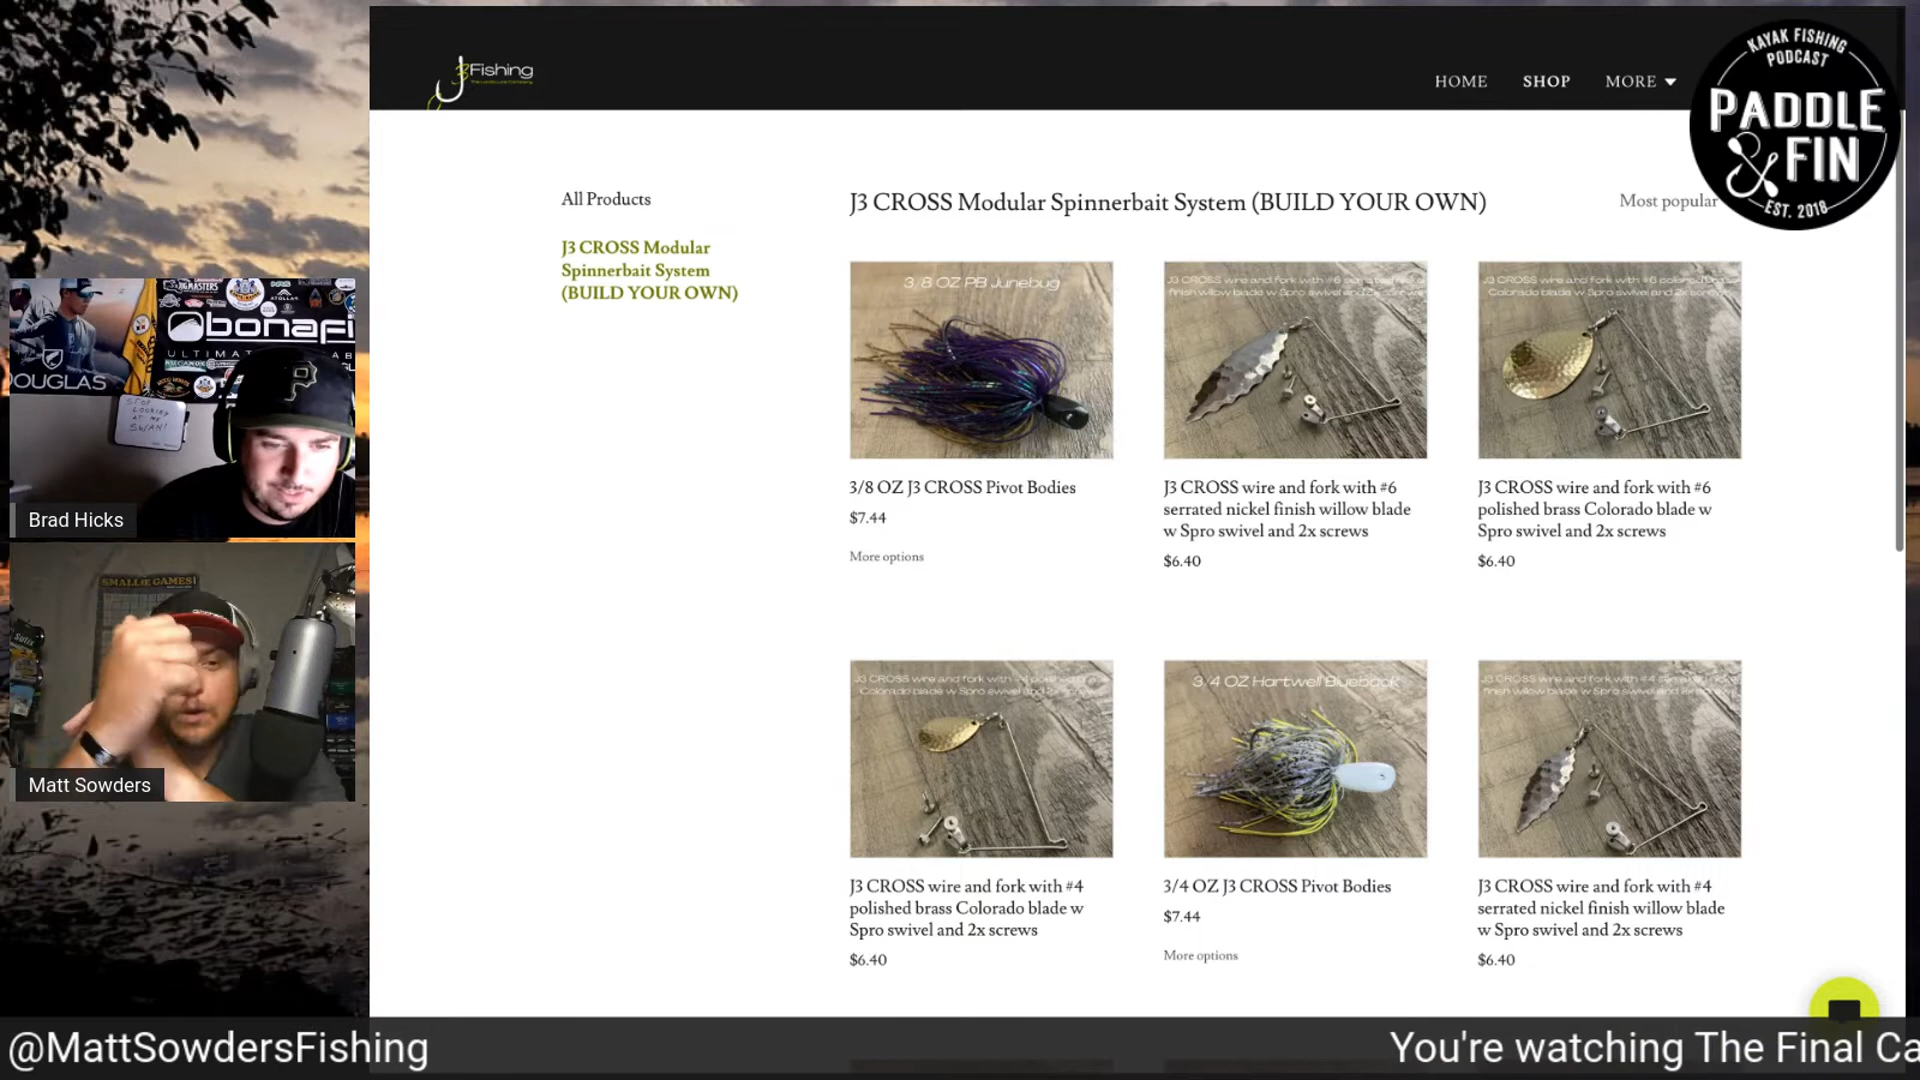 Fishing
HOME
SHOP
MORE
KAYAK FISHING
PODCAST
PADDLE
& FIN
EST. 2018
All Products
J3 CROSS Modular
Spinnerbait System
(BUILD YOUR OWN)
J3 CROSS Modular Spinnerbait System (BUILD YOUR OWN)
Most popular
3/8 OZ PB Junebug
J3 CROSS wire and fork with #6
finish willow blade w Spro swivel and 2x
J3 CROSS wire and fork with #6 polished
Colorado blade w Spro swivel and 2x screws
3/8 OZ J3 CROSS Pivot Bodies
$7.44
More options
J3 CROSS wire and fork with #6
serrated nickel finish willow blade
w Spro swivel and 2x screws
$6.40
J3 CROSS wire and fork with #6
polished brass Colorado blade w
Spro swivel and 2x screws
$6.40
J3 CROSS wire and fork with #4 polished
Colorado blade w Spro swivel and 2x screws
3/4 OZ Hartwell Blueback
J3 CROSS wire and fork with #4
finish willow blade w Spro swivel and 2x
J3 CROSS wire and fork with #4
polished brass Colorado blade w
Spro swivel and 2x screws
$6.40
3/4 OZ J3 CROSS Pivot Bodies
$7.44
More options
J3 CROSS wire and fork with #4
serrated nickel finish willow blade
w Spro swivel and 2x screws
$6.40
bonafi
ULTIMAT
DOUGLAS
STOP
LOOKING
AT ME
SWAN!
P
Brad Hicks
SMALLIE GAMES
Sufix
Matt Sowders
@MattSowdersFishing
You're watching The Final Ca